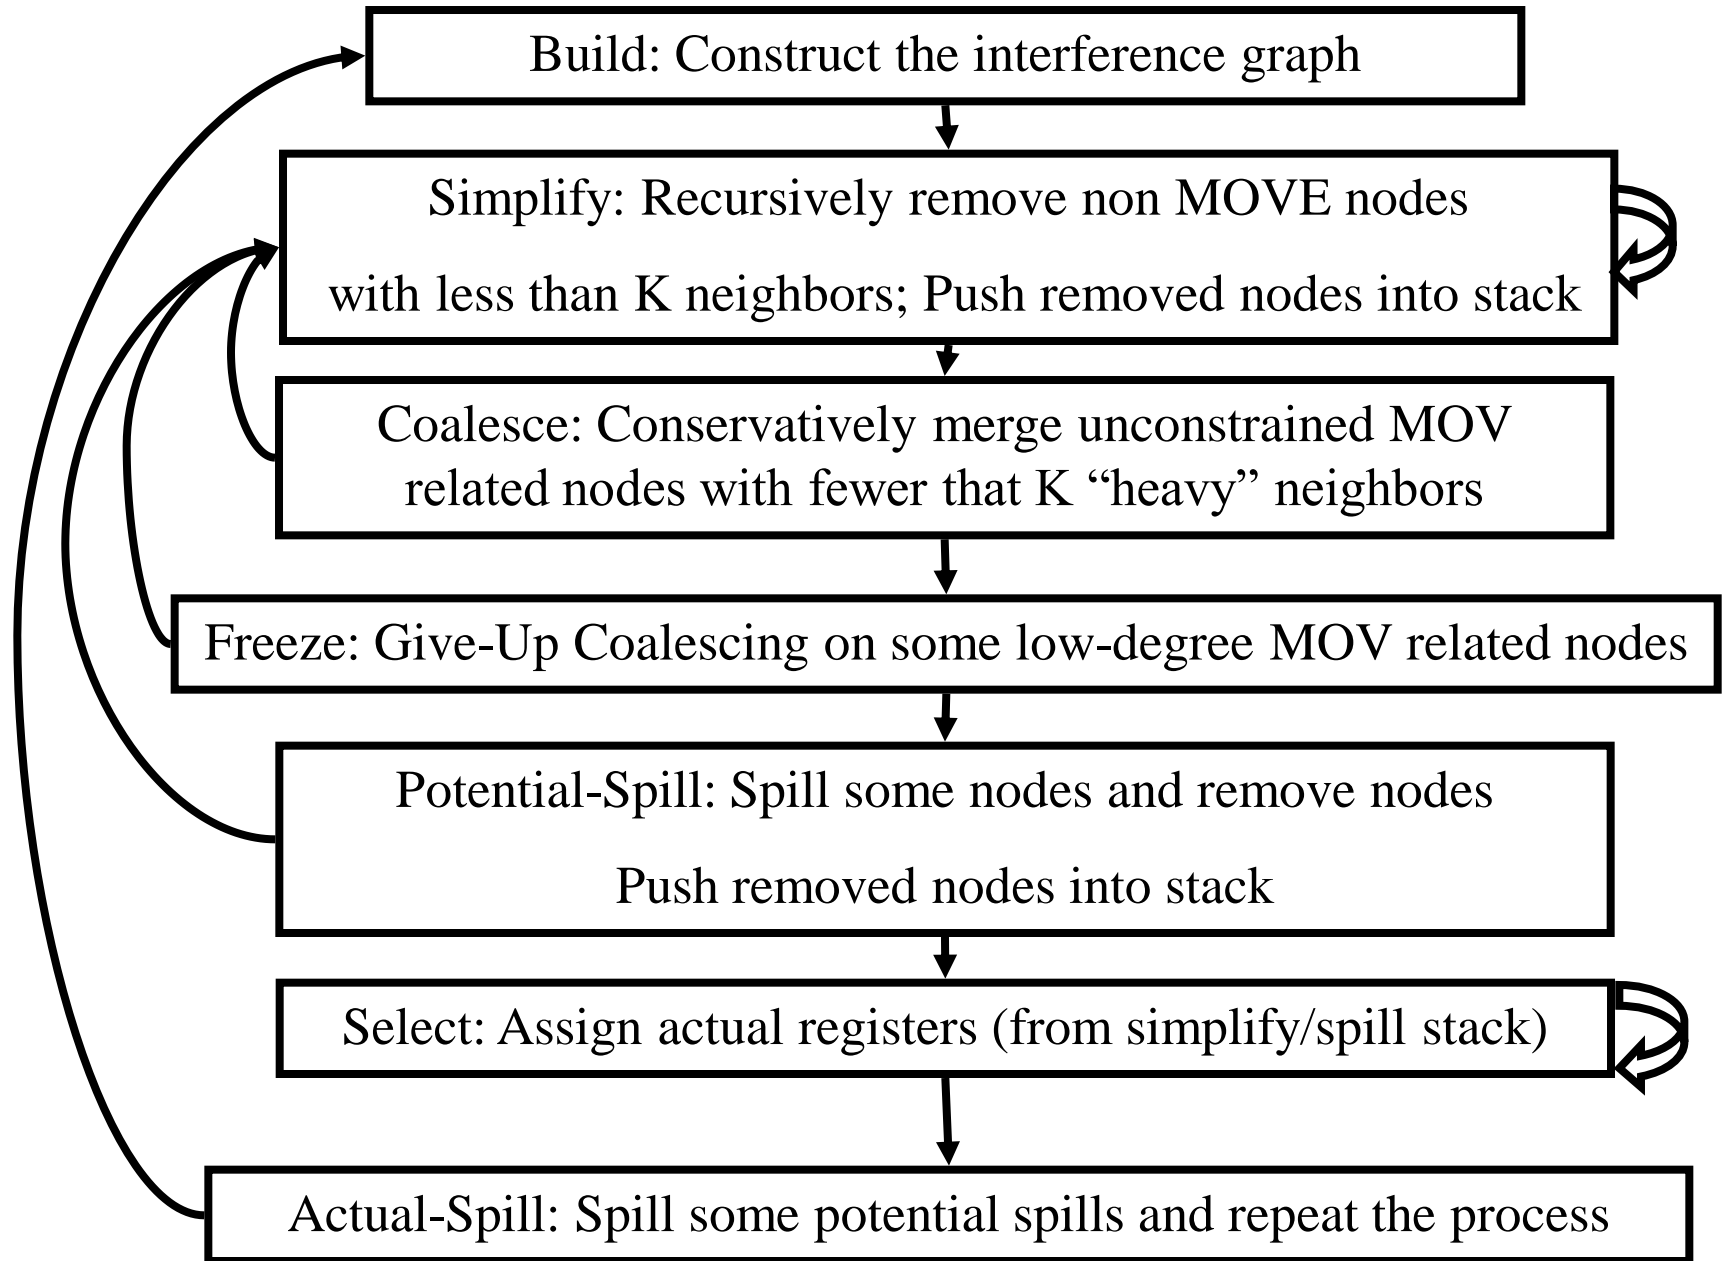 Build: Construct the interference graph
Simplify: Recursively remove non MOVE nodes
with less than K neighbors; Push removed nodes into stack
Coalesce: Conservatively merge unconstrained MOV
related nodes with fewer that K “heavy” neighbors
Freeze: Give-Up Coalescing on some low-degree MOV related nodes
Potential-Spill: Spill some nodes and remove nodes
Push removed nodes into stack
Select: Assign actual registers (from simplify/spill stack)
Actual-Spill: Spill some potential spills and repeat the process